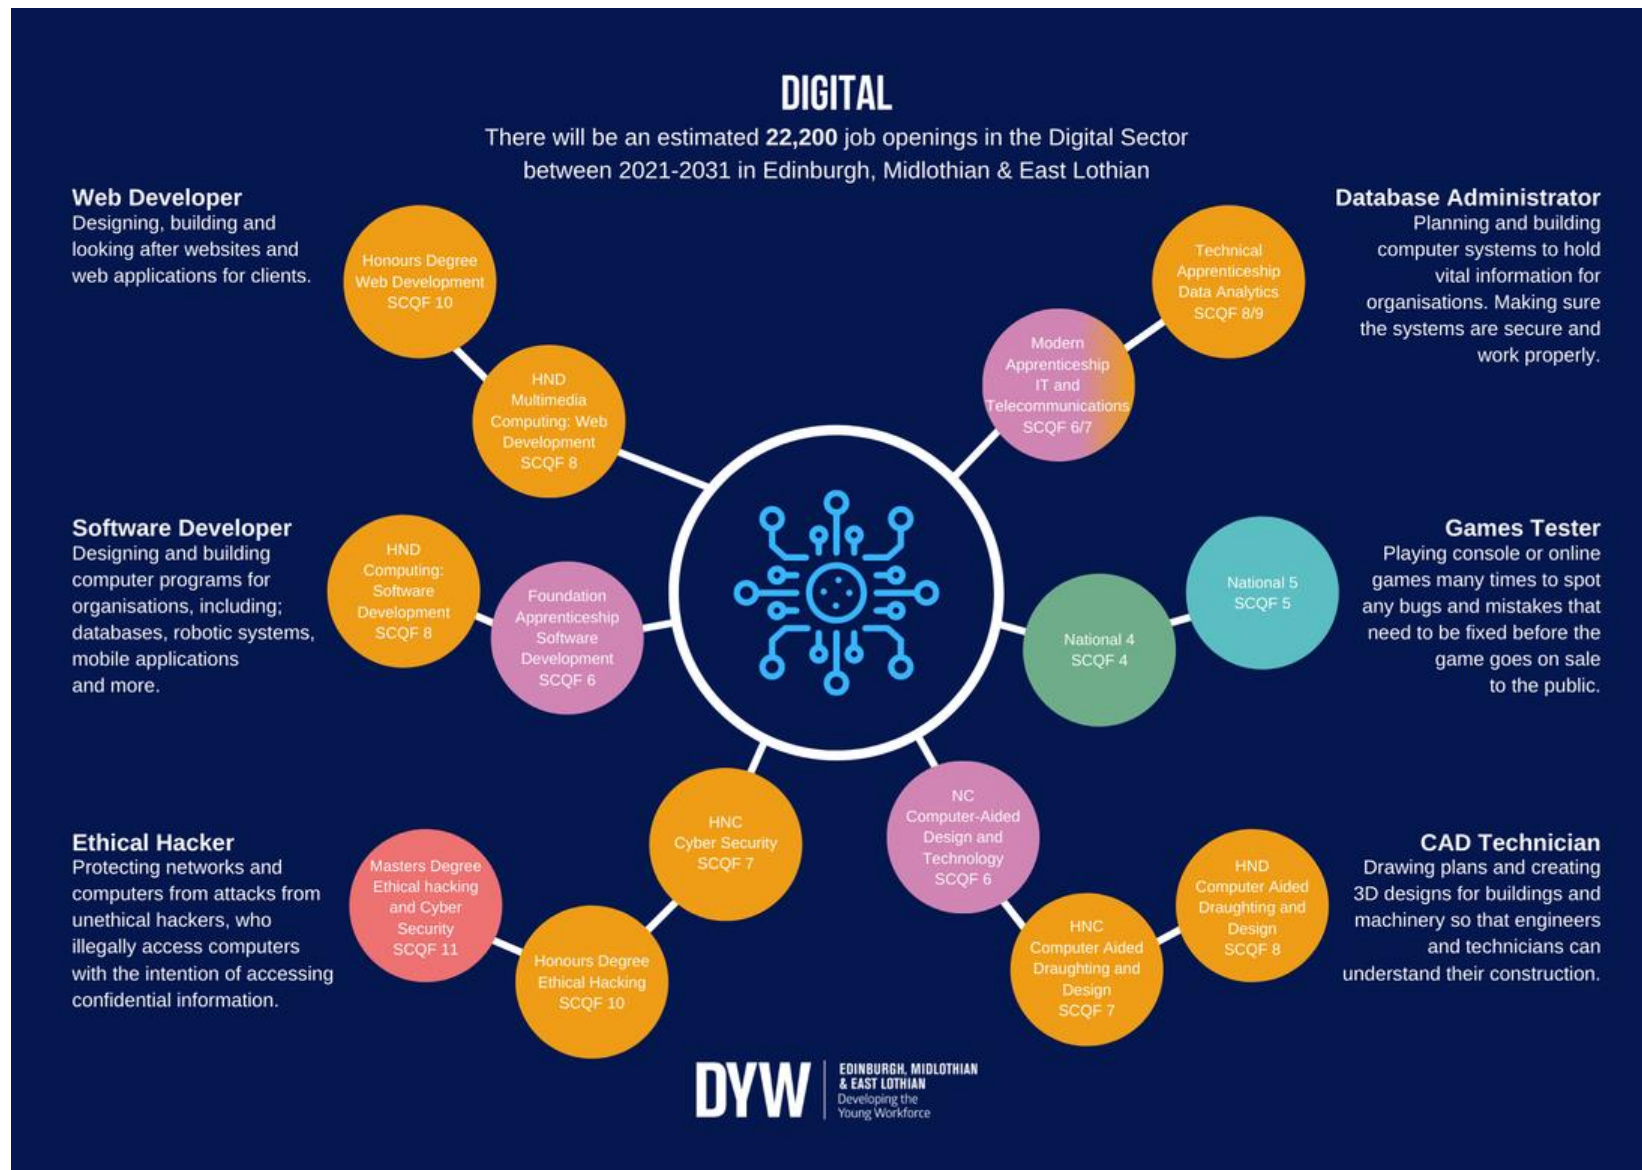 DIGITAL
There will be an estimated 22,200 job openings in the Digital Sector
between 2021-2031 in Edinburgh, Midlothian & East Lothian
Web Developer
Designing, building and
looking after websites and
web applications for clients.
Honours Degree
Web Development
SCQF 10
HND
Multimedia
Computing: Web
Development
SCQF 8
Database Administrator
Planning and building
computer systems to hold
vital information for
organisations. Making sure
the systems are secure and
work properly.
Technical
Apprenticeship
Data Analytics
SCQF 8/9
Modern
Apprenticeship
IT and
Telecommunications
SCQF 6/7
Software Developer
Designing and building
computer programs for
organisations, including;
databases, robotic systems,
mobile applications
and more.
HND
Computing:
Software
Development
SCQF 8
Foundation
Apprenticeship
Software
Development
SCQF 6
National 4
SCQF 4
National 5
SCQF 5
Games Tester
Playing console or online
games many times to spot
any bugs and mistakes that
need to be fixed before the
game goes on sale
to the public.
Ethical Hacker
Protecting networks and
computers from attacks from
unethical hackers, who
illegally access computers
with the intention of accessing
confidential information.
Masters Degree
Ethical hacking
and Cyber
Security
SCQF 11
Honours Degree
Ethical Hacking
SCQF 10
HNC
Cyber Security
SCQF 7
NC
Computer-Aided
Design and
Technology
SCQF 6
HNC
Computer Aided
Draughting and
Design
SCQF 7
HND
Computer Aided
Draughting and
Design
SCQF 8
CAD Technician
Drawing plans and creating
3D designs for buildings and
machinery so that engineers
and technicians can
understand their construction.
DYW
EDINBURGH, MIDLOTHIAN
& EAST LOTHIAN
Developing the
Young Workforce